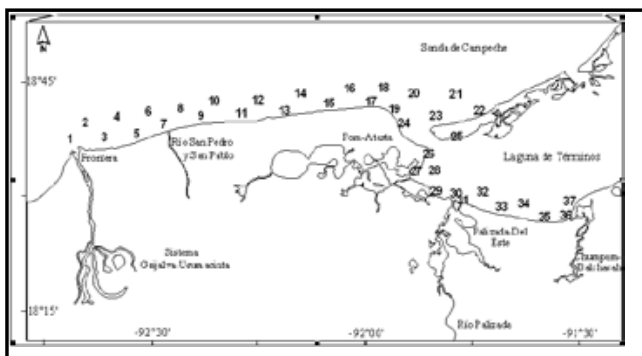 N
Sonda de Campeche
18°45'
1 2 3 4 5 6 7 8 9 10 11 12 13 14 15 16 17 18 19 20 21 22 23 24
Frontera
Río San Pedro
y San Pablo
Pom-Atasta
Laguna de Términos
27 28 29 30 31 32 33 34 35 36 37
Sistema
Grijalva Usumacinta
Palizada Del
Este
Río Palizada
18°15'
-92°30' -92°00' -91°30'